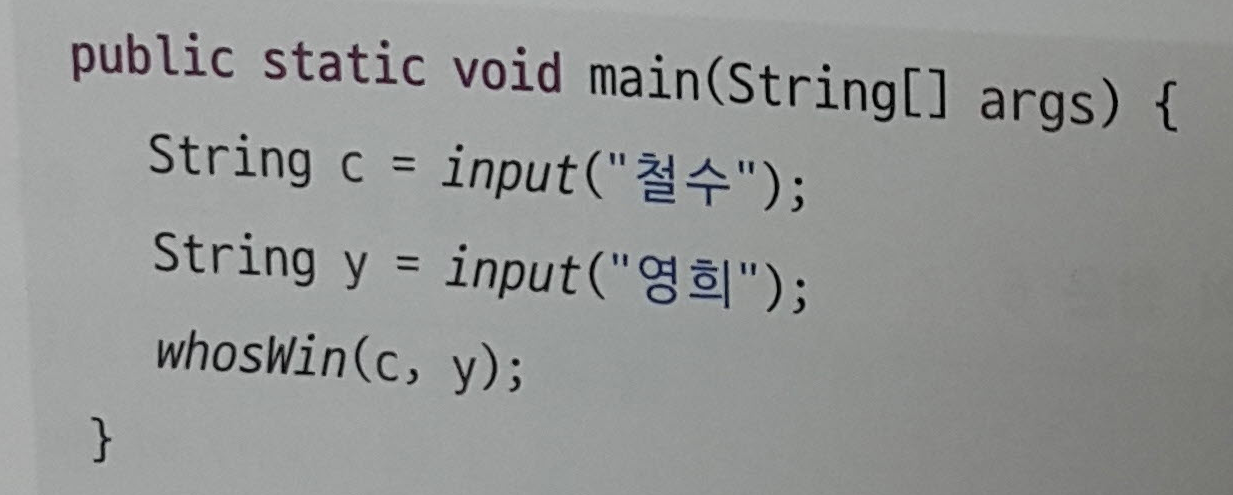 public static void main(String[] args) {
String c = input("철수");
String y = input("영희");
whosWin(c, y);
}